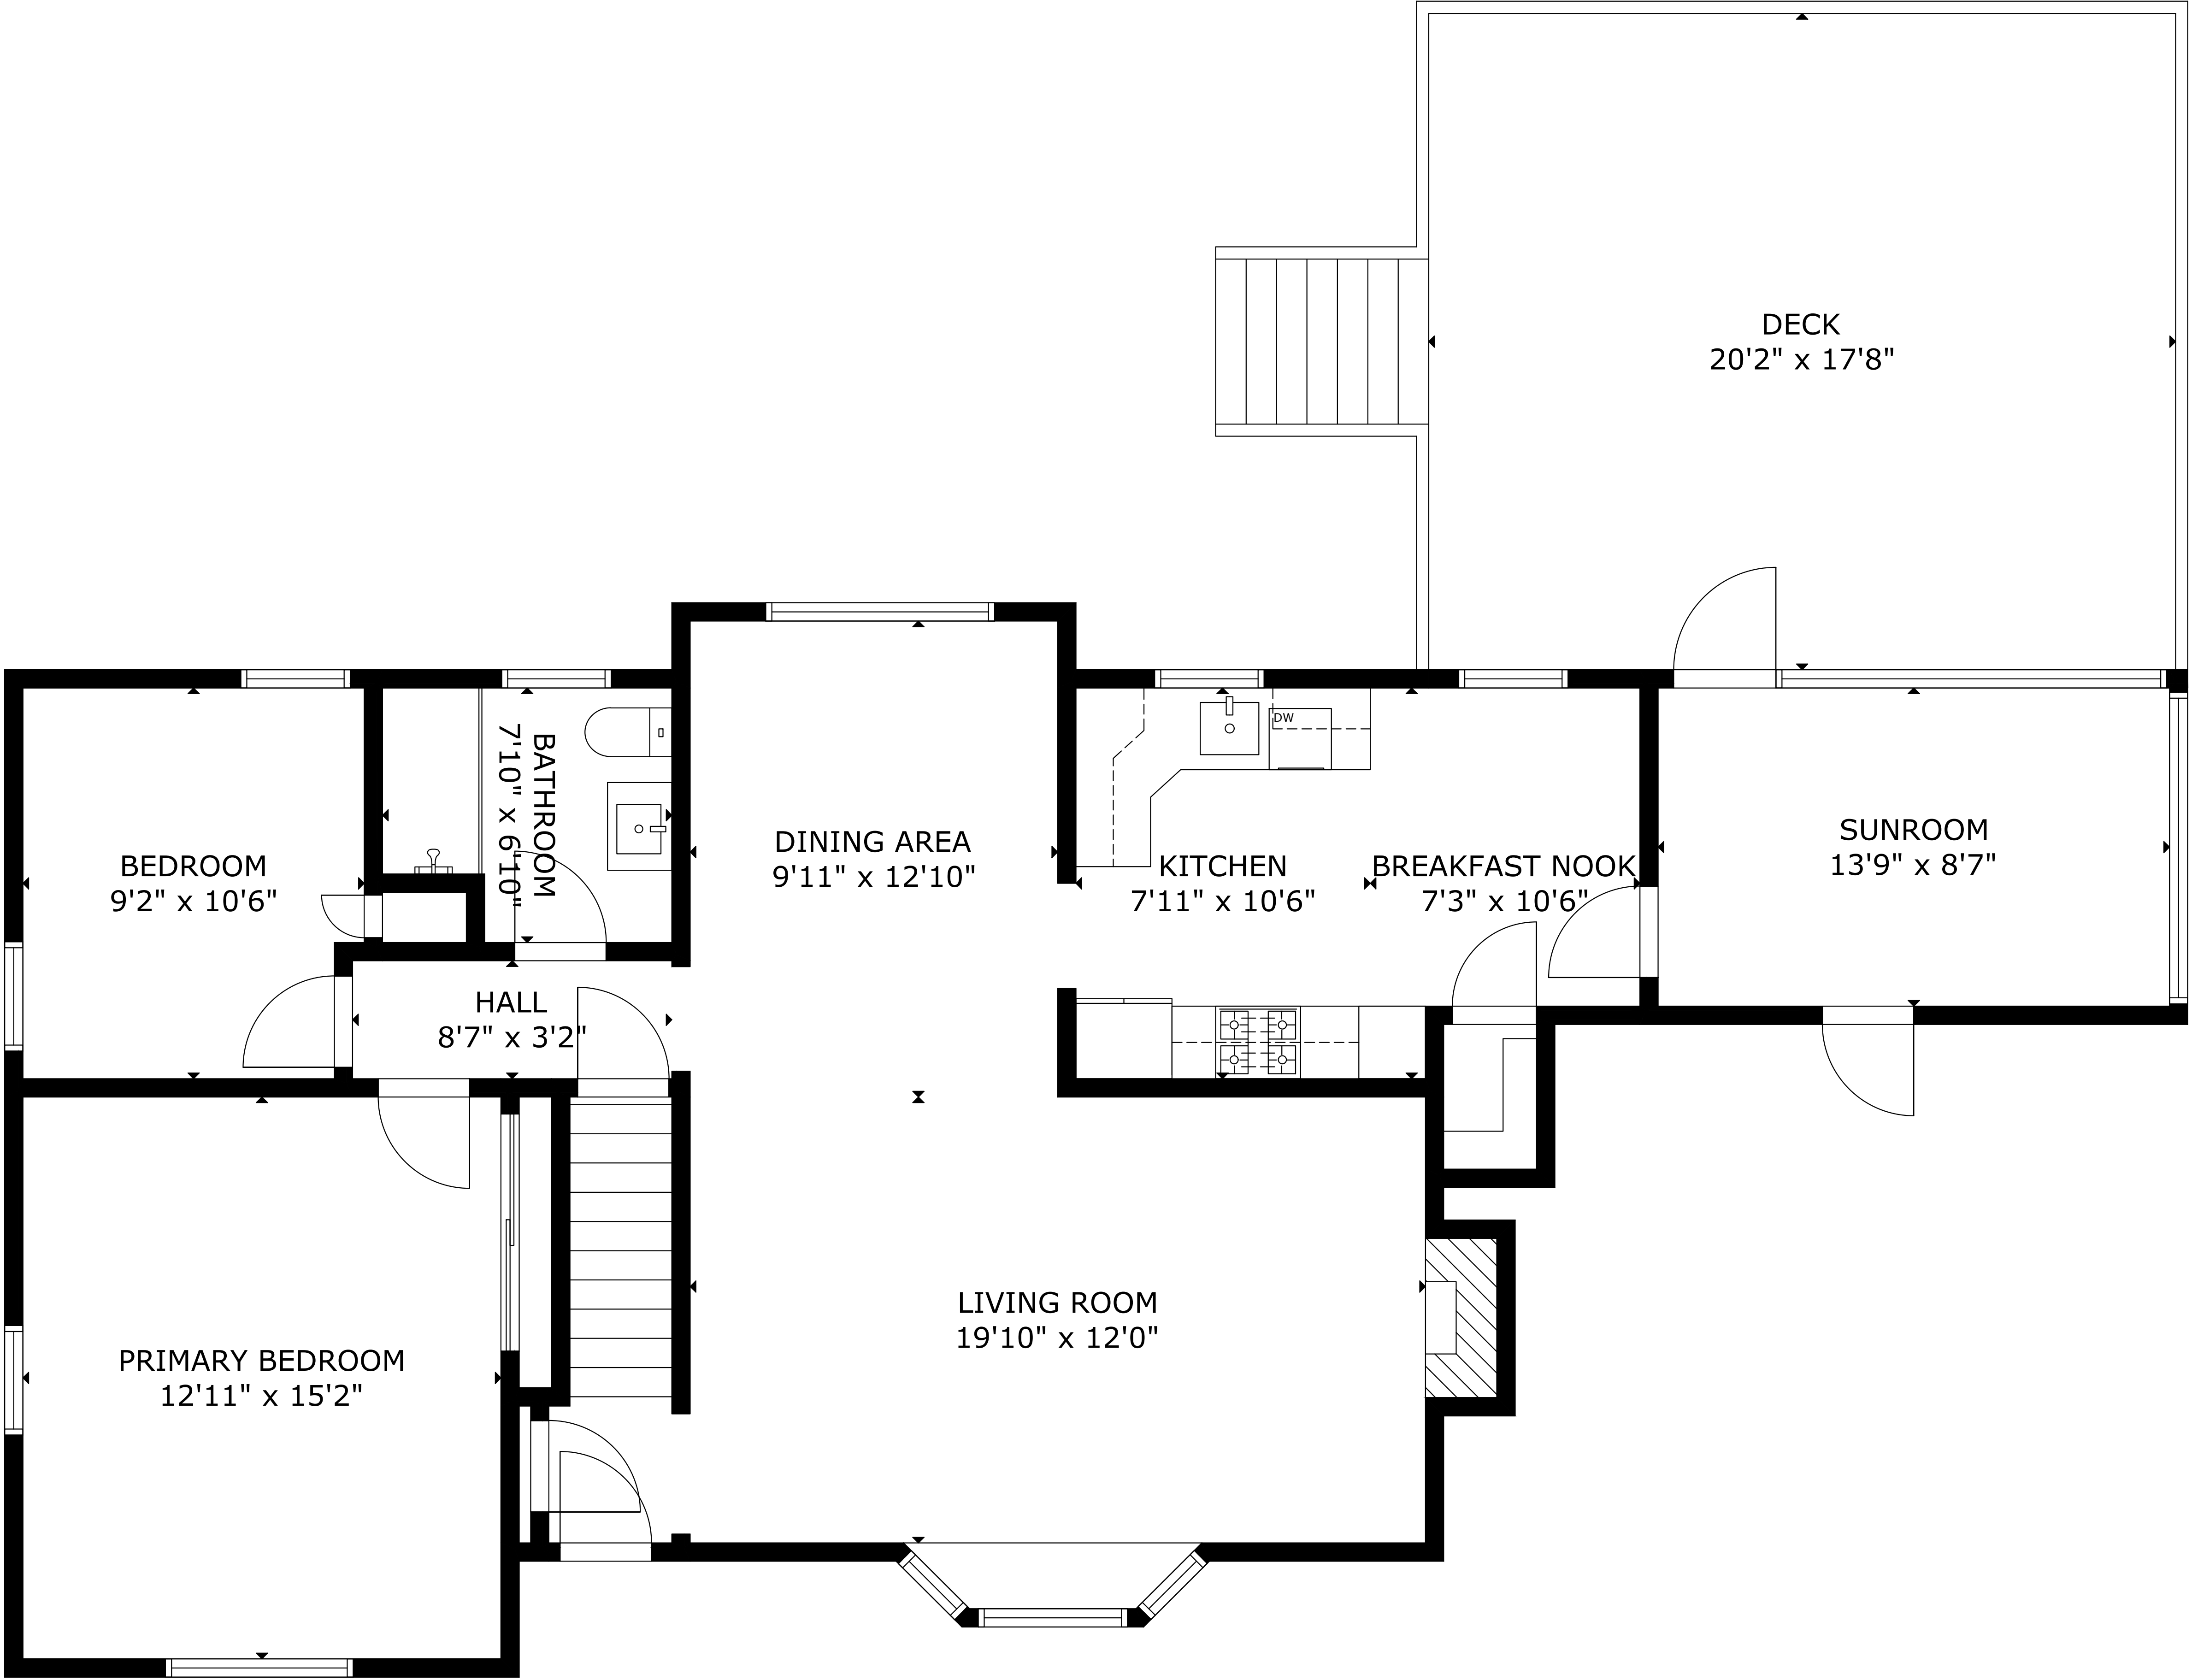 DECK
20'2" x 17'8"
DW
BATHROOM
7'10" x 6'10"
DINING AREA
9'11" x 12'10"
SUNROOM
13'9" x 8'7"
BEDROOM
9'2" x 10'6"
KITCHEN
7'11" x 10'6"
BREAKFAST NOOK
7'3" x 10'6"
HALL
8'7" x 3'2"
LIVING ROOM
19'10" x 12'0"
PRIMARY BEDROOM
12'11" x 15'2"